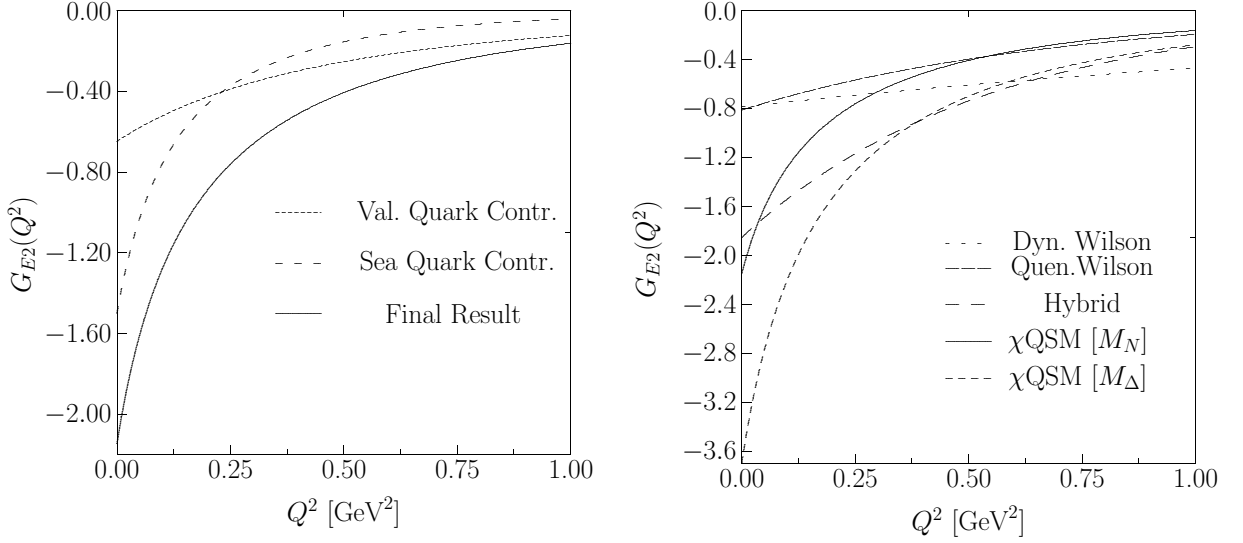 0.00
−0.40
−0.80
−1.20
−1.60
−2.00
G_{E2}(Q^2)
Val. Quark Contr.
Sea Quark Contr.
Final Result
0.00 0.25 0.50 0.75 1.00
Q^2 [GeV^2]
0.0
−0.4
−0.8
−1.2
−1.6
−2.0
−2.4
−2.8
−3.2
−3.6
G_{E2}(Q^2)
Dyn. Wilson
Quen.Wilson
Hybrid
χQSM [M_N]
χQSM [M_Δ]
0.00 0.25 0.50 0.75 1.00
Q^2 [GeV^2]